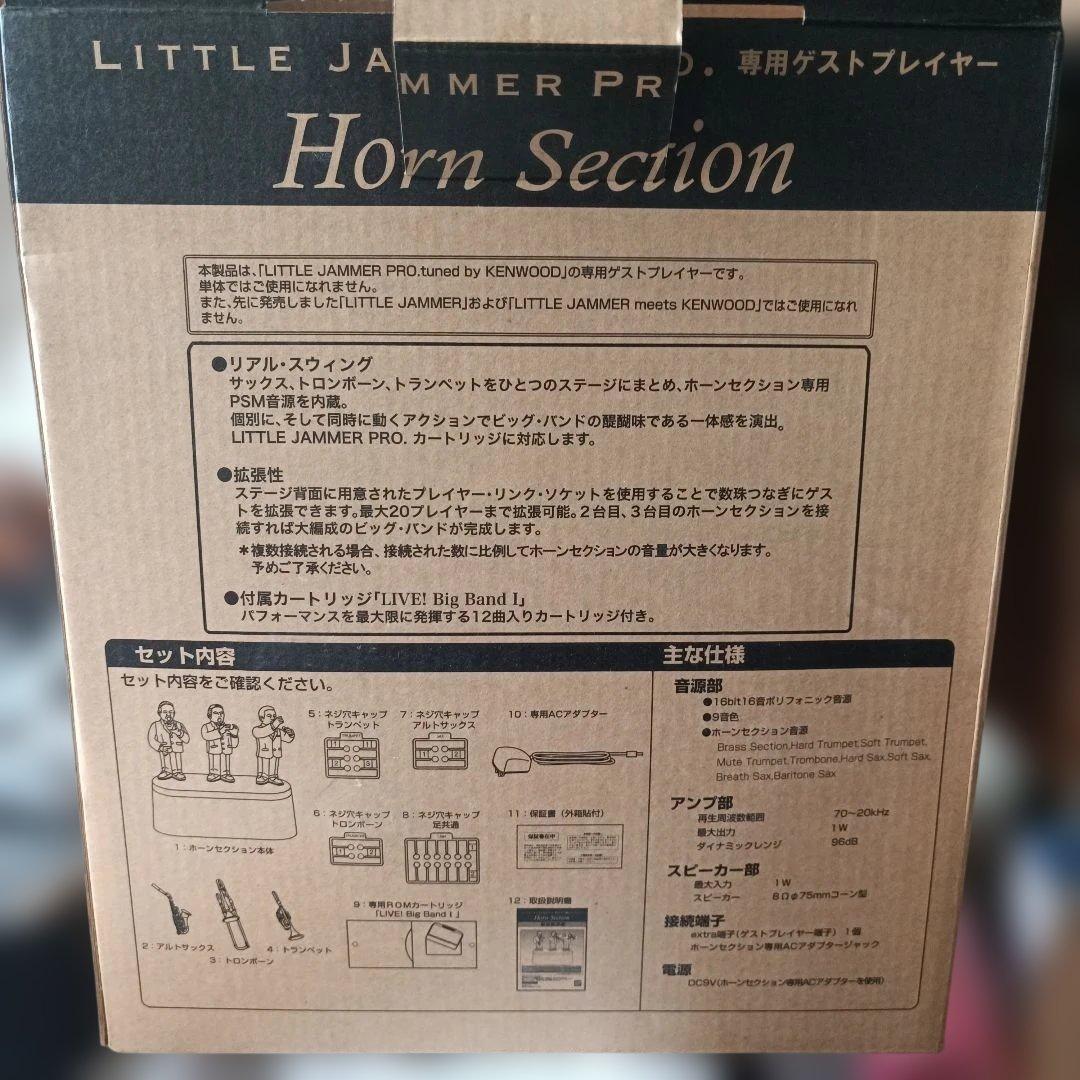 LITTLE JAMMER PRO. 専用ゲストプレイヤー
Horn Section
本製品は、「LITTLE JAMMER PRO.tuned by KENWOOD」の専用ゲストプレイヤーです。
単体ではご使用になれません。
また、先に発売しました「LITTLE JAMMER」および「LITTLE JAMMER meets KENWOOD」ではご使用になれ
ません。
●リアル・スウィング
サックス、トロンボーン、トランペットをひとつのステージにまとめ、ホーンセクション専用
PSM音源を内蔵。
個別に、そして同時に動くアクションでビッグ・バンドの醍醐味である一体感を演出。
LITTLE JAMMER PRO. カートリッジに対応します。
●拡張性
ステージ背面に用意されたプレイヤー・リンク・ソケットを使用することで数珠つなぎにゲス
トを拡張できます。最大20プレイヤーまで拡張可能。2台目、3台目のホーンセクションを接
続すれば大編成のビッグ・バンドが完成します。
＊複数接続される場合、接続された数に比例してホーンセクションの音量が大きくなります。
予めご了承ください。
●付属カートリッジ「LIVE! Big Band I」
パフォーマンスを最大限に発揮する12曲入りカートリッジ付き。
セット内容
セット内容をご確認ください。
1：ホーンセクション本体
2：アルトサックス
3：トロンボーン
4：トランペット
5：ネジ穴キャップ
トランペット
6：ネジ穴キャップ
トロンボーン
7：ネジ穴キャップ
アルトサックス
8：ネジ穴キャップ
足共通
9：専用ROMカートリッジ
「LIVE! Big Band I」
10：専用ACアダプター
11：保証書（外箱貼付）
12：取扱説明書
Horn Section
主な仕様
音源部
●16bit16音ポリフォニック音源
●9音色
●ホーンセクション音源
Brass Section,Hard Trumpet,Soft Trumpet,
Mute Trumpet,Trombone,Hard Sax,Soft Sax,
Breath Sax,Baritone Sax
アンプ部
再生周波数範囲 70〜20kHz
最大出力 1W
ダイナミックレンジ 96dB
スピーカー部
最大入力 1W
スピーカー 8Ωφ75mmコーン型
接続端子
extra端子（ゲストプレイヤー端子） 1個
ホーンセクション専用ACアダプタージャック
電源
DC9V（ホーンセクション専用ACアダプターを使用）